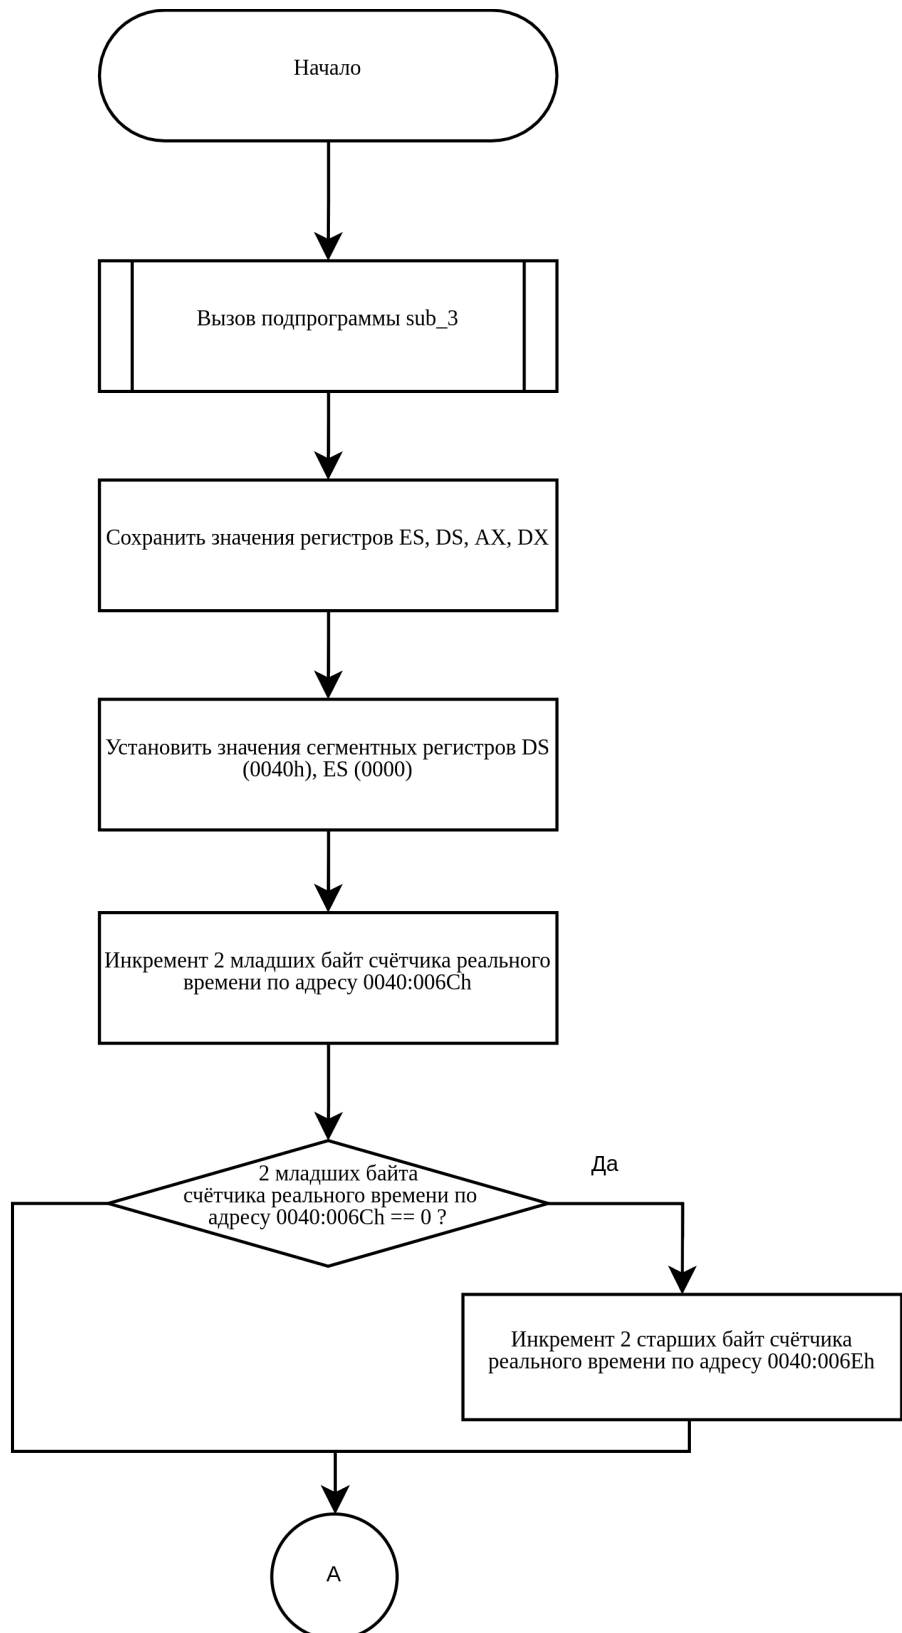 Начало
Вызов подпрограммы sub_3
Сохранить значения регистров ES, DS, AX, DX
Установить значения сегментных регистров DS
(0040h), ES (0000)
Инкремент 2 младших байт счётчика реального
времени по адресу 0040:006Ch
2 младших байта
счётчика реального времени по
адресу 0040:006Ch == 0 ?
Да
Инкремент 2 старших байт счётчика
реального времени по адресу 0040:006Eh
A